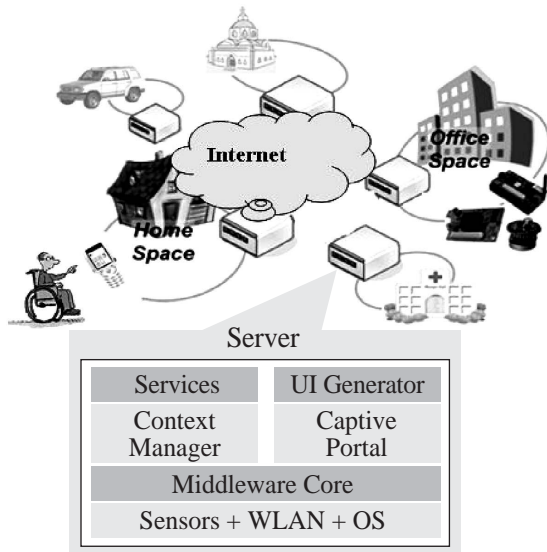 Internet
Office
Space
Home
Space
Server
Services
UI Generator
Context
Manager
Captive
Portal
Middleware Core
Sensors + WLAN + OS